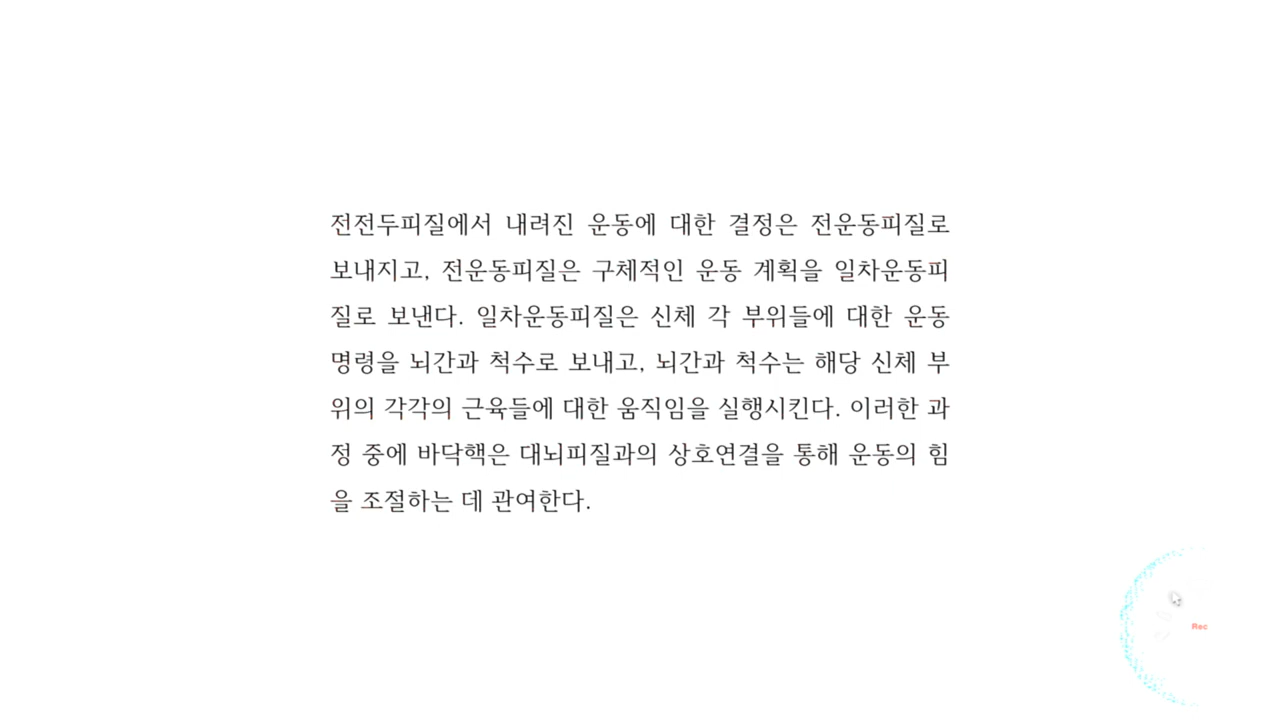 전전두피질에서 내려진 운동에 대한 결정은 전운동피질로
보내지고, 전운동피질은 구체적인 운동 계획을 일차운동피
질로 보낸다. 일차운동피질은 신체 각 부위들에 대한 운동
명령을 뇌간과 척수로 보내고, 뇌간과 척수는 해당 신체 부
위의 각각의 근육들에 대한 움직임을 실행시킨다. 이러한 과
정 중에 바닥핵은 대뇌피질과의 상호연결을 통해 운동의 힘
을 조절하는 데 관여한다.
Rec